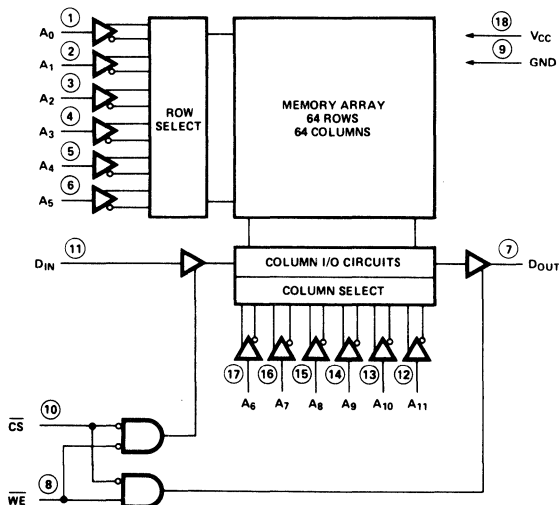 1
A0
2
A1
3
A2
4
A3
5
A4
6
A5
ROW
SELECT
MEMORY ARRAY
64 ROWS
64 COLUMNS
18
VCC
9
GND
11
DIN
COLUMN I/O CIRCUITS
COLUMN SELECT
7
DOUT
17
16
15
14
13
12
A6
A7
A8
A9
A10
A11
10
CS
8
WE